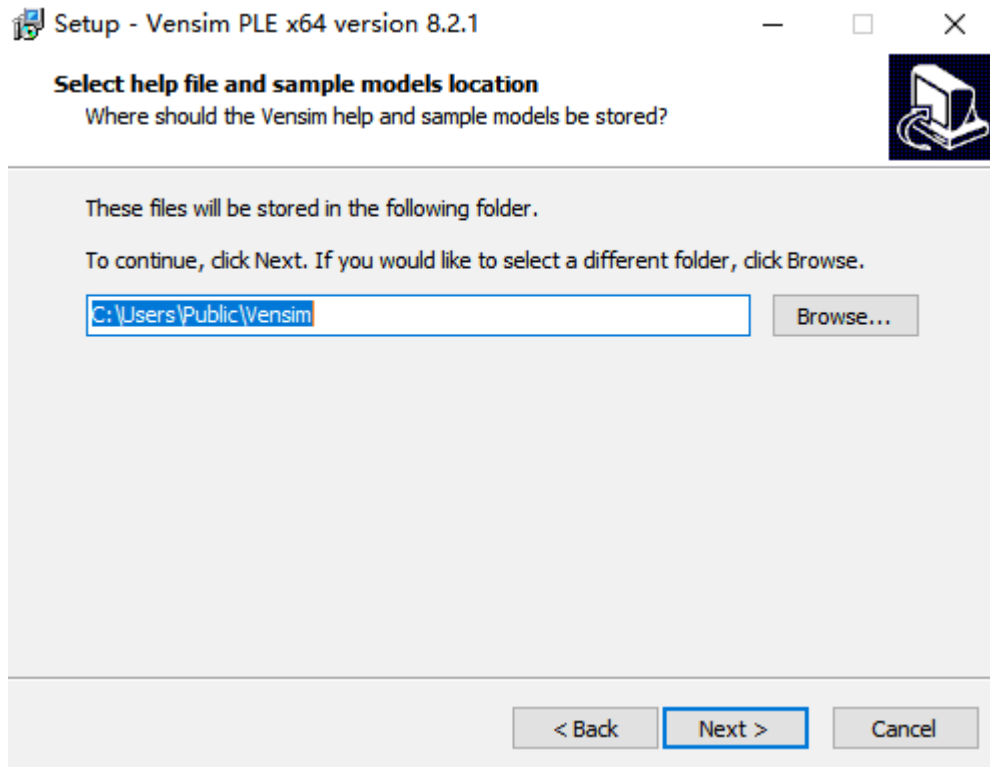 Setup - Vensim PLE x64 version 8.2.1
Select help file and sample models location
Where should the Vensim help and sample models be stored?
These files will be stored in the following folder.
To continue, click Next. If you would like to select a different folder, click Browse.
C:\Users\Public\Vensim
Browse...
< Back
Next >
Cancel